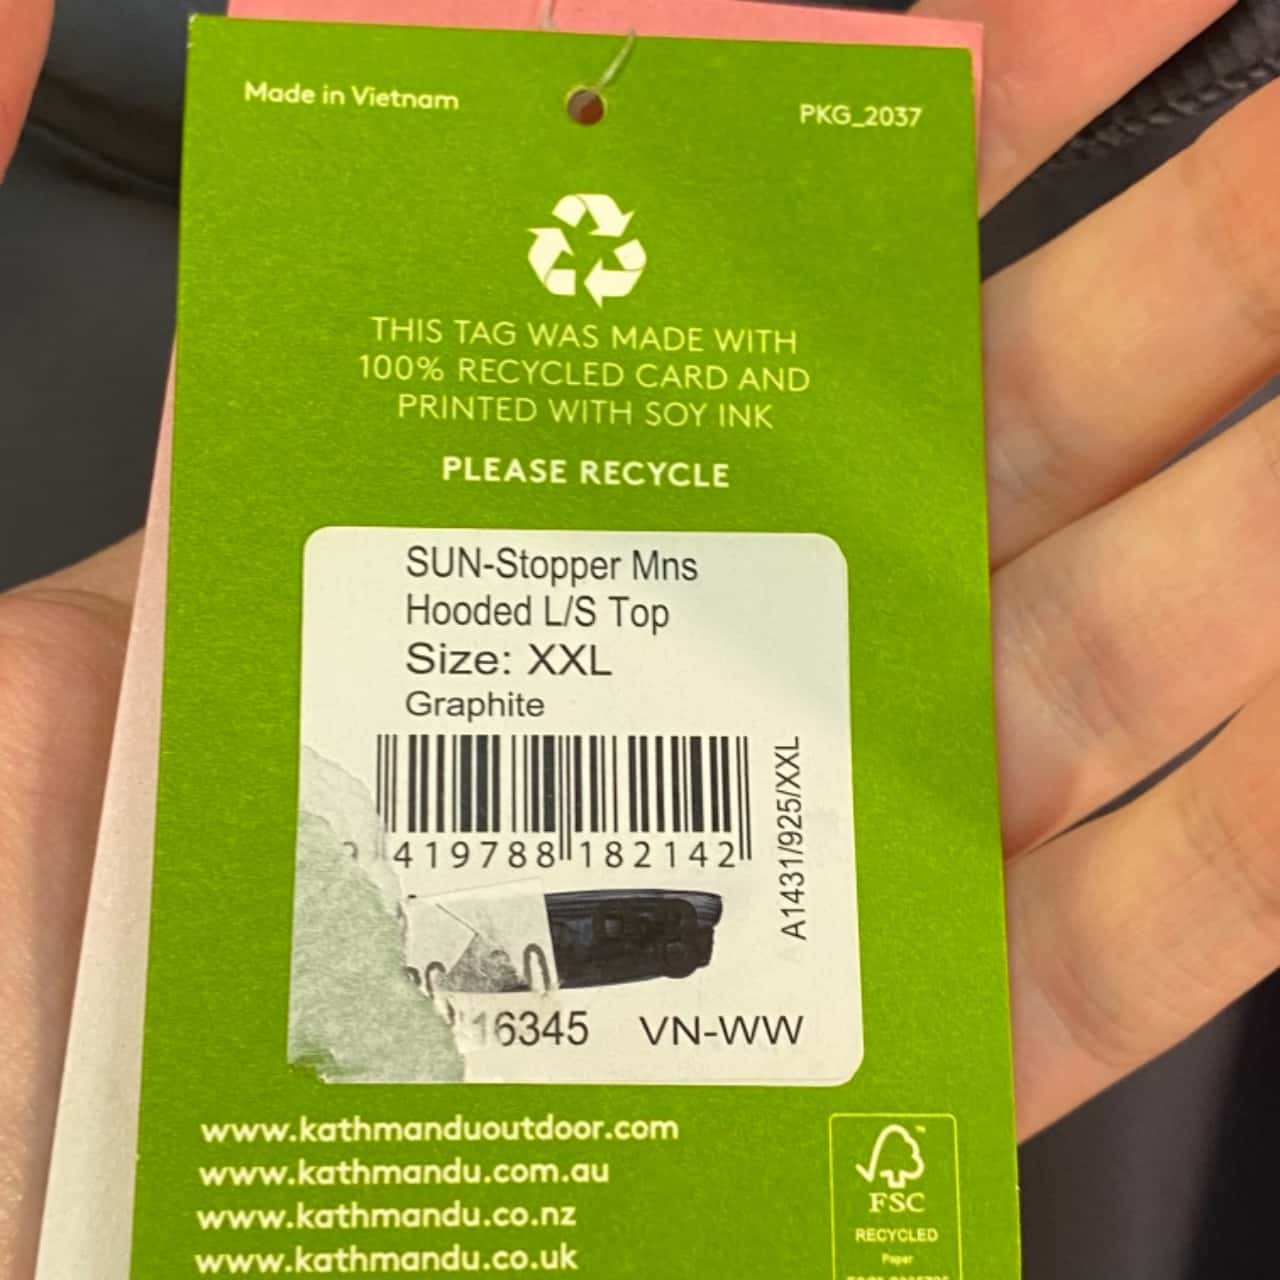 Made in Vietnam
PKG_2037
THIS TAG WAS MADE WITH
100% RECYCLED CARD AND
PRINTED WITH SOY INK
PLEASE RECYCLE
SUN-Stopper Mns
Hooded L/S Top
Size: XXL
Graphite
419788 182142
A1431/925/XXL
16345 VN-WW
www.kathmanduoutdoor.com
www.kathmandu.com.au
www.kathmandu.co.nz
www.kathmandu.co.uk
™
FSC
RECYCLED
Paper